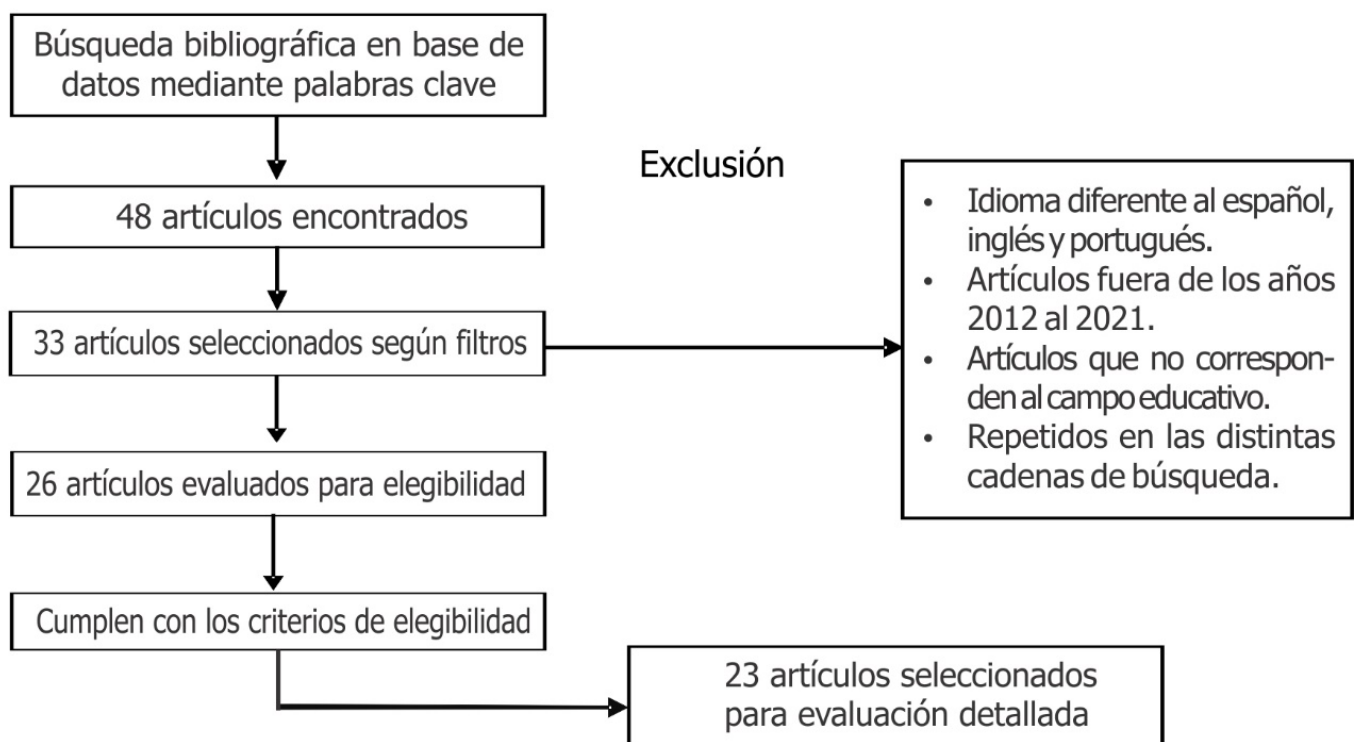 Búsqueda bibliográfica en base de
datos mediante palabras clave
48 artículos encontrados
33 artículos seleccionados según filtros
26 artículos evaluados para elegibilidad
Cumplen con los criterios de elegibilidad
23 artículos seleccionados
para evaluación detallada
Exclusión
• Idioma diferente al español,
inglés y portugués.
• Artículos fuera de los años
2012 al 2021.
• Artículos que no correspon-
den al campo educativo.
• Repetidos en las distintas
cadenas de búsqueda.